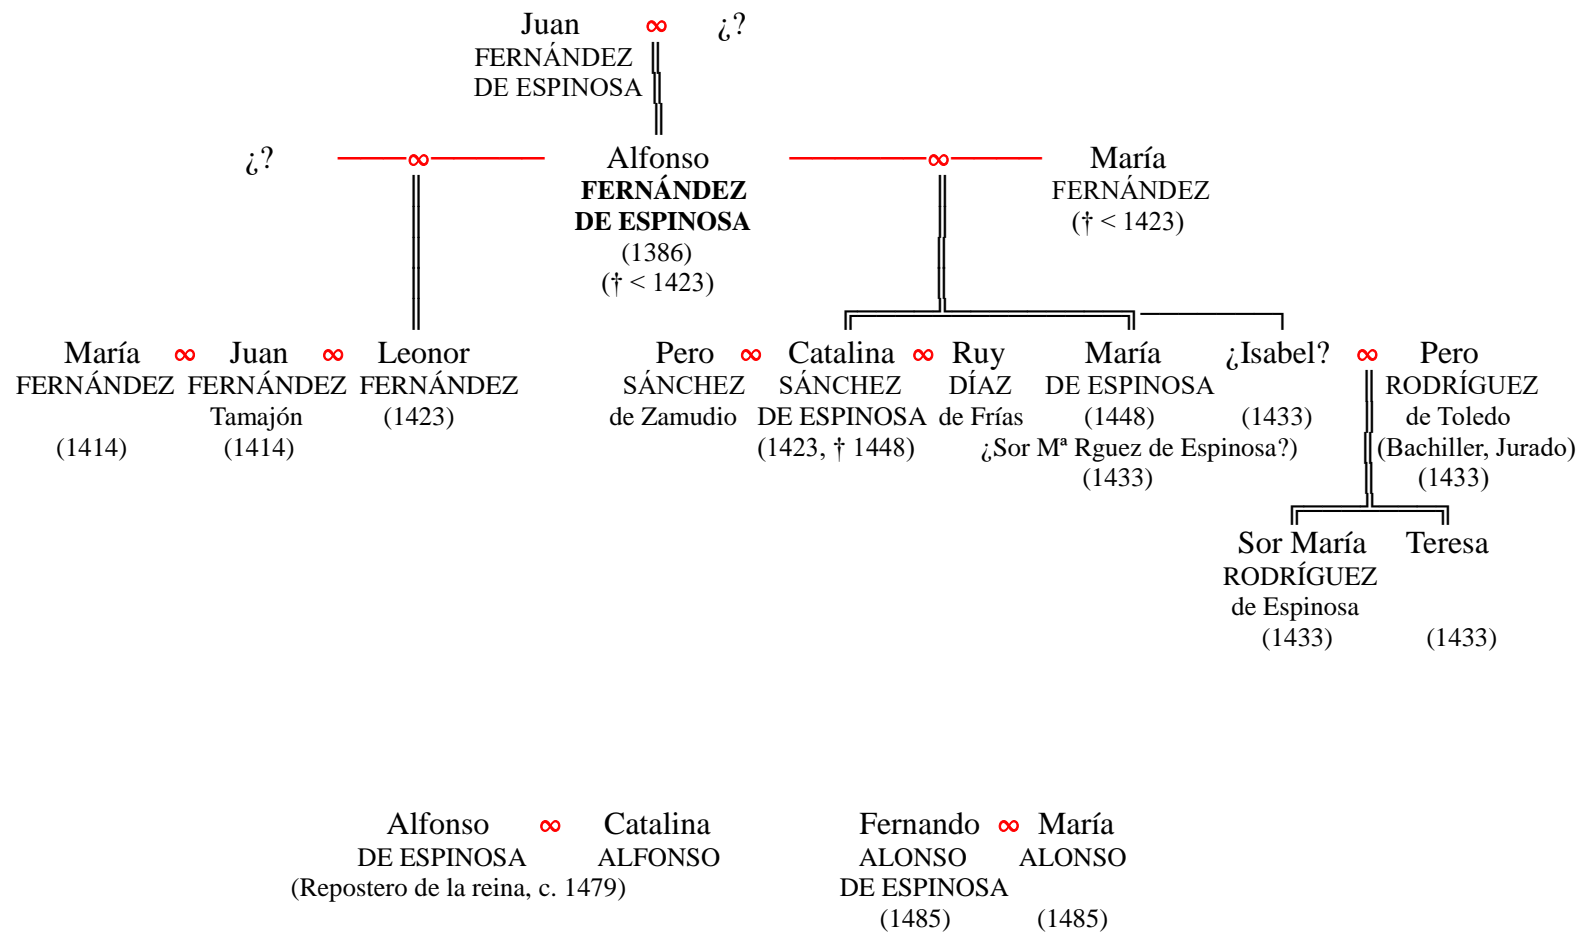 Juan ∞ ¿?
FERNÁNDEZ
DE ESPINOSA
¿? ∞ Alfonso ∞ María
FERNÁNDEZ FERNÁNDEZ
DE ESPINOSA († < 1423)
(1386)
(† < 1423)
María ∞ Juan ∞ Leonor Pero ∞ Catalina ∞ Ruy María ¿Isabel? ∞ Pero
FERNÁNDEZ FERNÁNDEZ FERNÁNDEZ SÁNCHEZ SÁNCHEZ DÍAZ DE ESPINOSA RODRÍGUEZ
Tamajón (1423) de Zamudio DE ESPINOSA de Frías (1448) (1433) de Toledo
(1414) (1414) (1423, † 1448) ¿Sor Mª Rguez de Espinosa?) (Bachiller, Jurado)
(1433) (1433)
Sor María Teresa
RODRÍGUEZ
de Espinosa
(1433) (1433)
Alfonso ∞ Catalina Fernando ∞ María
DE ESPINOSA ALFONSO ALONSO ALONSO
(Repostero de la reina, c. 1479) DE ESPINOSA
(1485) (1485)